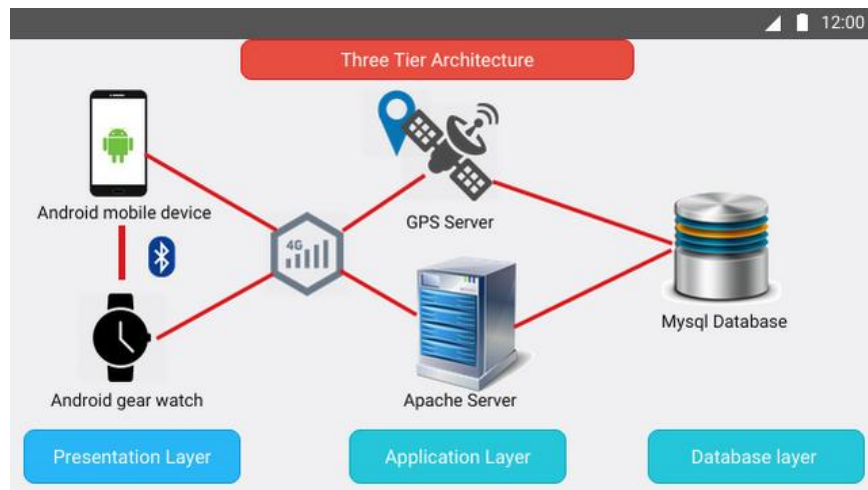 12:00
Three Tier Architecture
Android mobile device
GPS Server
4G
Mysql Database
Android gear watch
Apache Server
Presentation Layer
Application Layer
Database layer